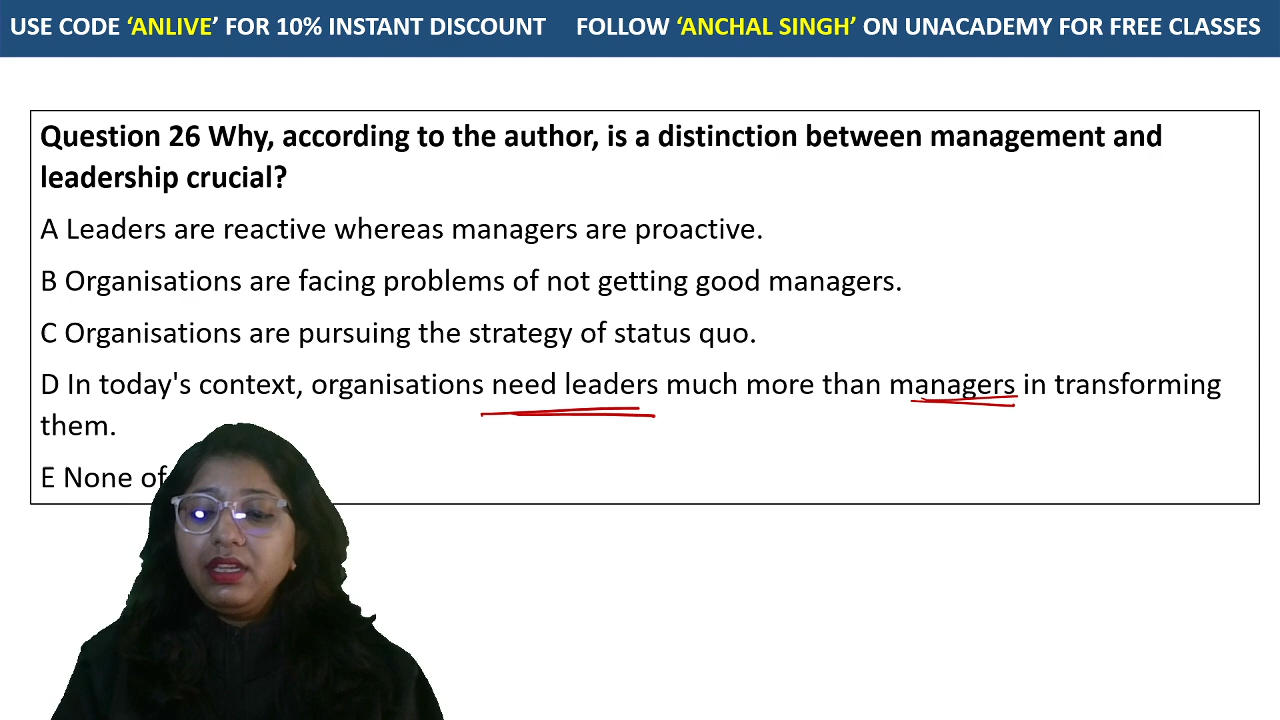 USE CODE ‘ANLIVE’ FOR 10% INSTANT DISCOUNT FOLLOW ‘ANCHAL SINGH’ ON UNACADEMY FOR FREE CLASSES
Question 26 Why, according to the author, is a distinction between management and
leadership crucial?
A Leaders are reactive whereas managers are proactive.
B Organisations are facing problems of not getting good managers.
C Organisations are pursuing the strategy of status quo.
D In today's context, organisations need leaders much more than managers in transforming
them.
E None of